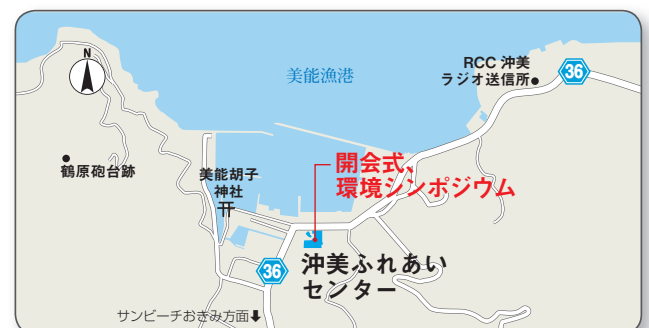 N
美能漁港
RCC 沖美
ラジオ送信所
36
鶴原砲台跡
美能胡子
神社
開会式、
環境シンポジウム
36
沖美ふれあい
センター
サンビーチおきみ方面⬇